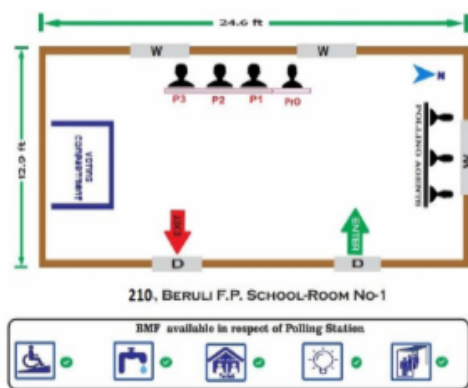 24.6 ft
W
W
P3
P2
P1
Pr0
N
12.9 ft
VOTING
COMPARTMENT
POLLING AGENTS
W
EXIT
ENTER
D
D
210, BERULI F.P. SCHOOL-ROOM NO-1
BMF available in respect of Polling Station